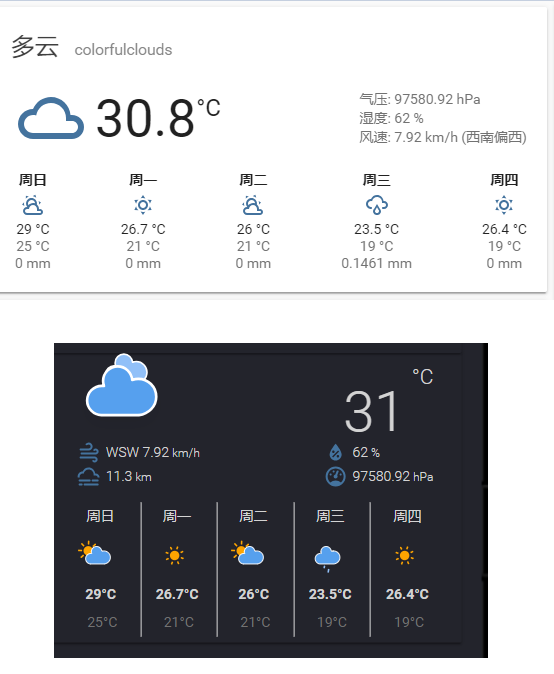 多云 colorfulclouds
30.8°C
气压: 97580.92 hPa
湿度: 62 %
风速: 7.92 km/h (西南偏西)
周日 周一 周二 周三 周四
29 °C 26.7 °C 26 °C 23.5 °C 26.4 °C
25 °C 21 °C 21 °C 19 °C 19 °C
0 mm 0 mm 0 mm 0.1461 mm 0 mm
31 °C
WSW 7.92 km/h 62 %
11.3 km 97580.92 hPa
周日 周一 周二 周三 周四
29°C 26.7°C 26°C 23.5°C 26.4°C
25°C 21°C 21°C 19°C 19°C